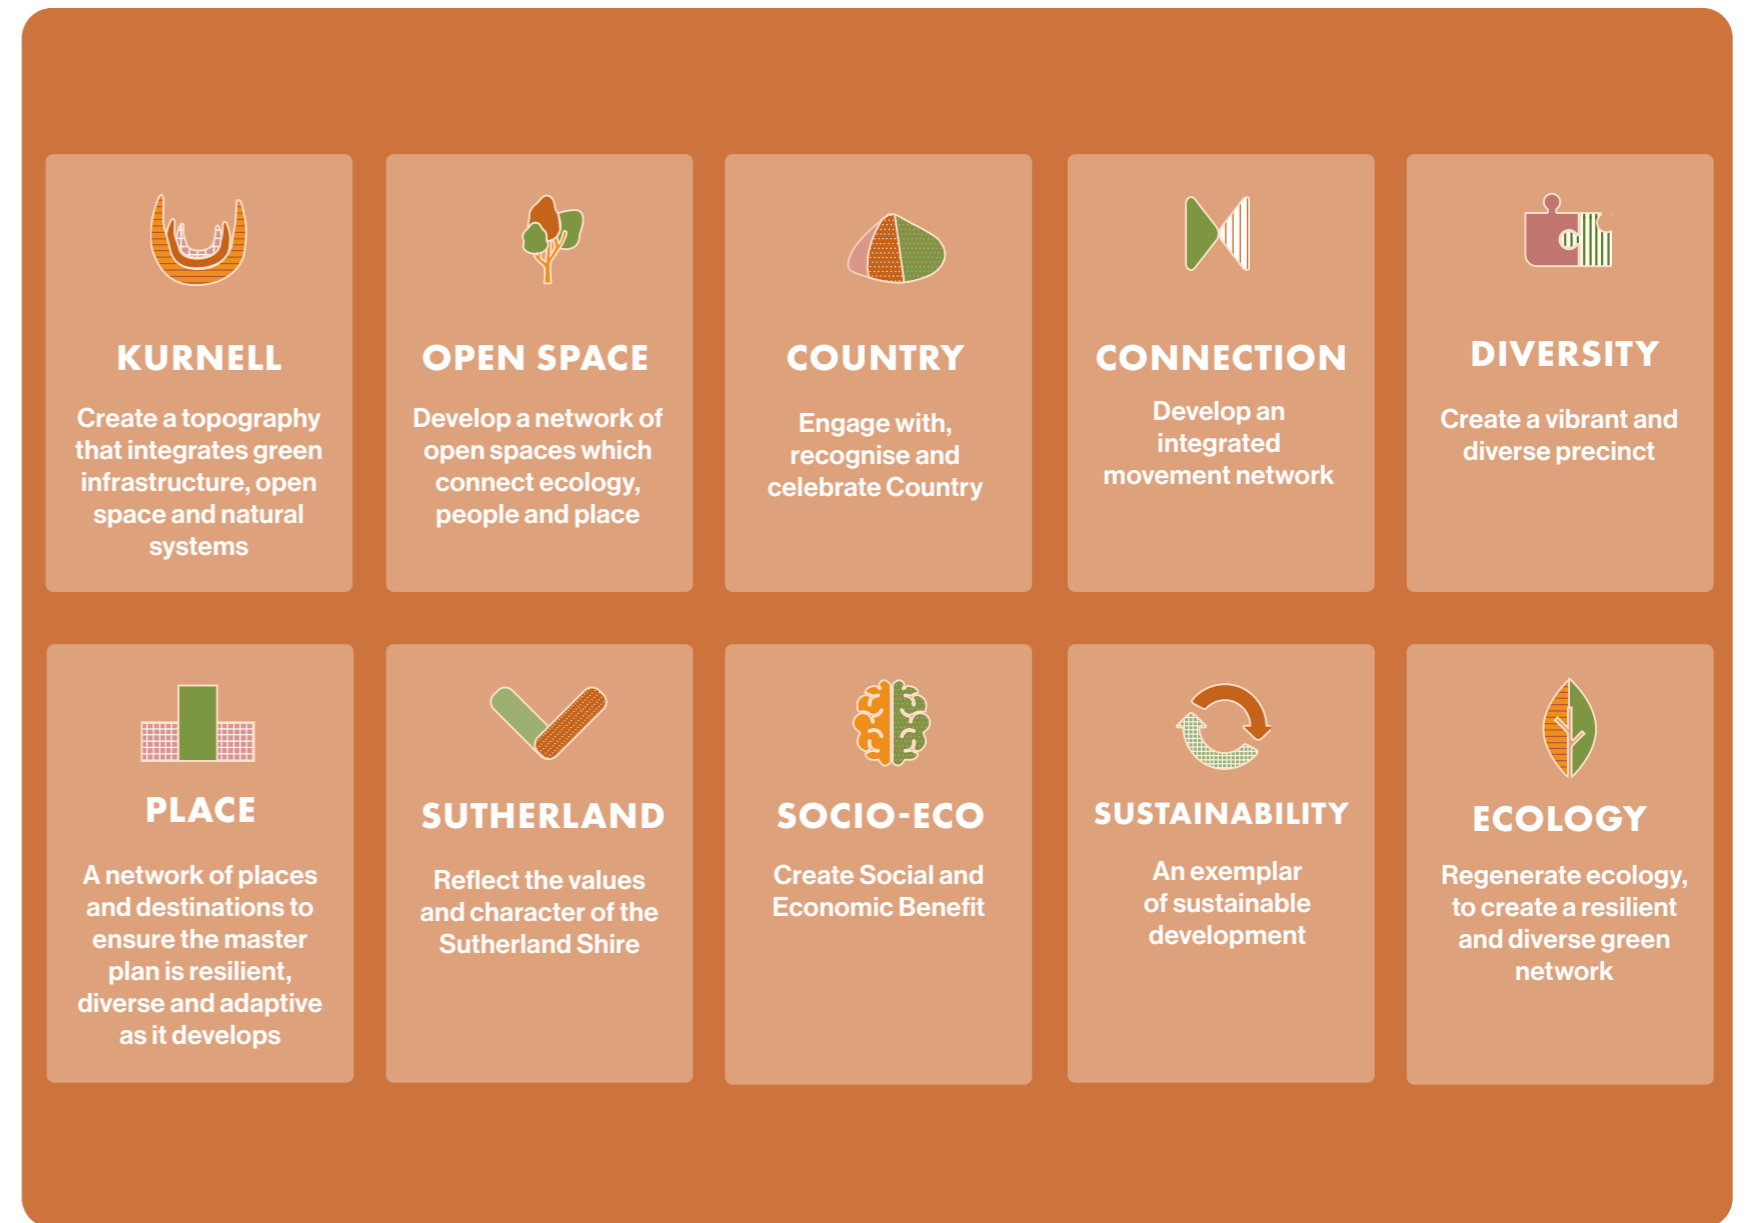 KURNELL
Create a topography
that integrates green
infrastructure, open
space and natural
systems
OPEN SPACE
Develop a network of
open spaces which
connect ecology,
people and place
COUNTRY
Engage with,
recognise and
celebrate Country
CONNECTION
Develop an
integrated
movement network
DIVERSITY
Create a vibrant and
diverse precinct
PLACE
A network of places
and destinations to
ensure the master
plan is resilient,
diverse and adaptive
as it develops
SUTHERLAND
Reflect the values
and character of the
Sutherland Shire
SOCIO-ECO
Create Social and
Economic Benefit
SUSTAINABILITY
An exemplar
of sustainable
development
ECOLOGY
Regenerate ecology,
to create a resilient
and diverse green
network